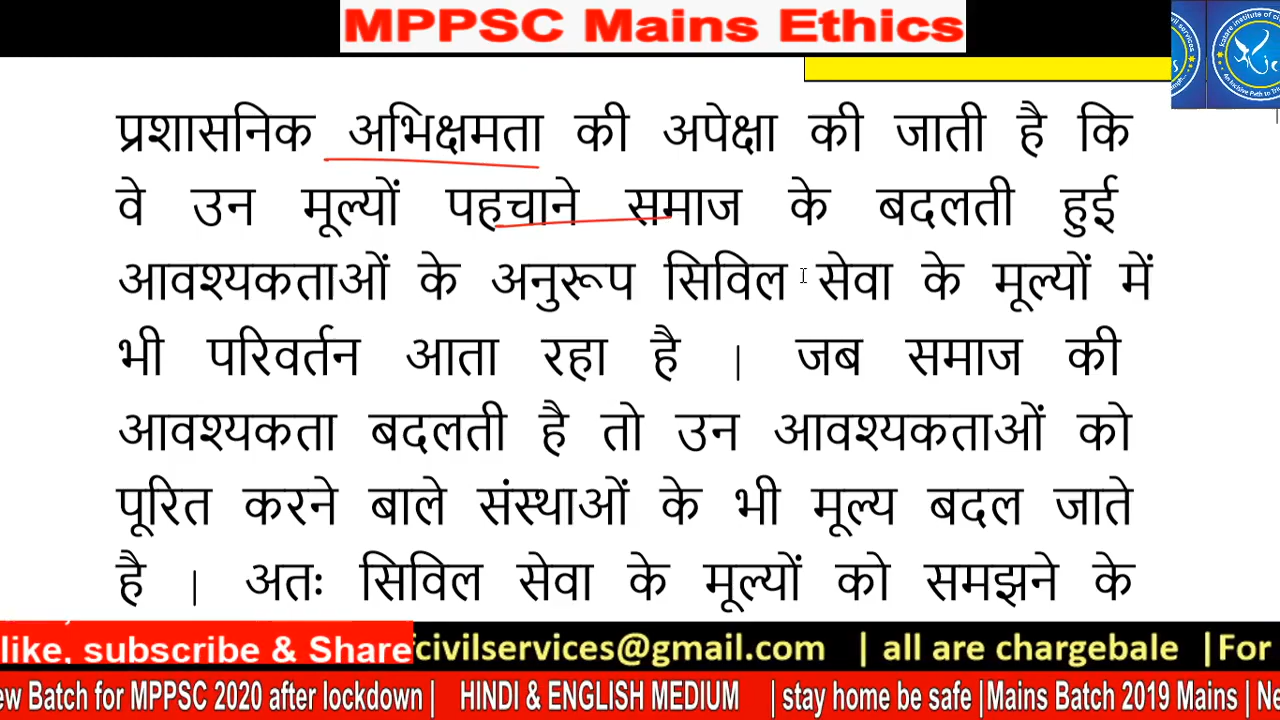 MPPSC Mains Ethics
प्रशासनिक अभिक्षमता की अपेक्षा की जाती है कि
वे उन मूल्यों पहचाने समाज के बदलती हुई
आवश्यकताओं के अनुरूप सिविल सेवा के मूल्यों में
भी परिवर्तन आता रहा है |  जब समाज की
आवश्यकता बदलती है तो उन आवश्यकताओं को
पूरित करने बाले संस्थाओं के भी मूल्य बदल जाते
है | अतः सिविल सेवा के मूल्यों को समझने के
like, subscribe & Share
civilservices@gmail.com | all are chargebale |For
ew Batch for MPPSC 2020 after lockdown | HINDI & ENGLISH MEDIUM | stay home be safe |Mains Batch 2019 Mains | Ne